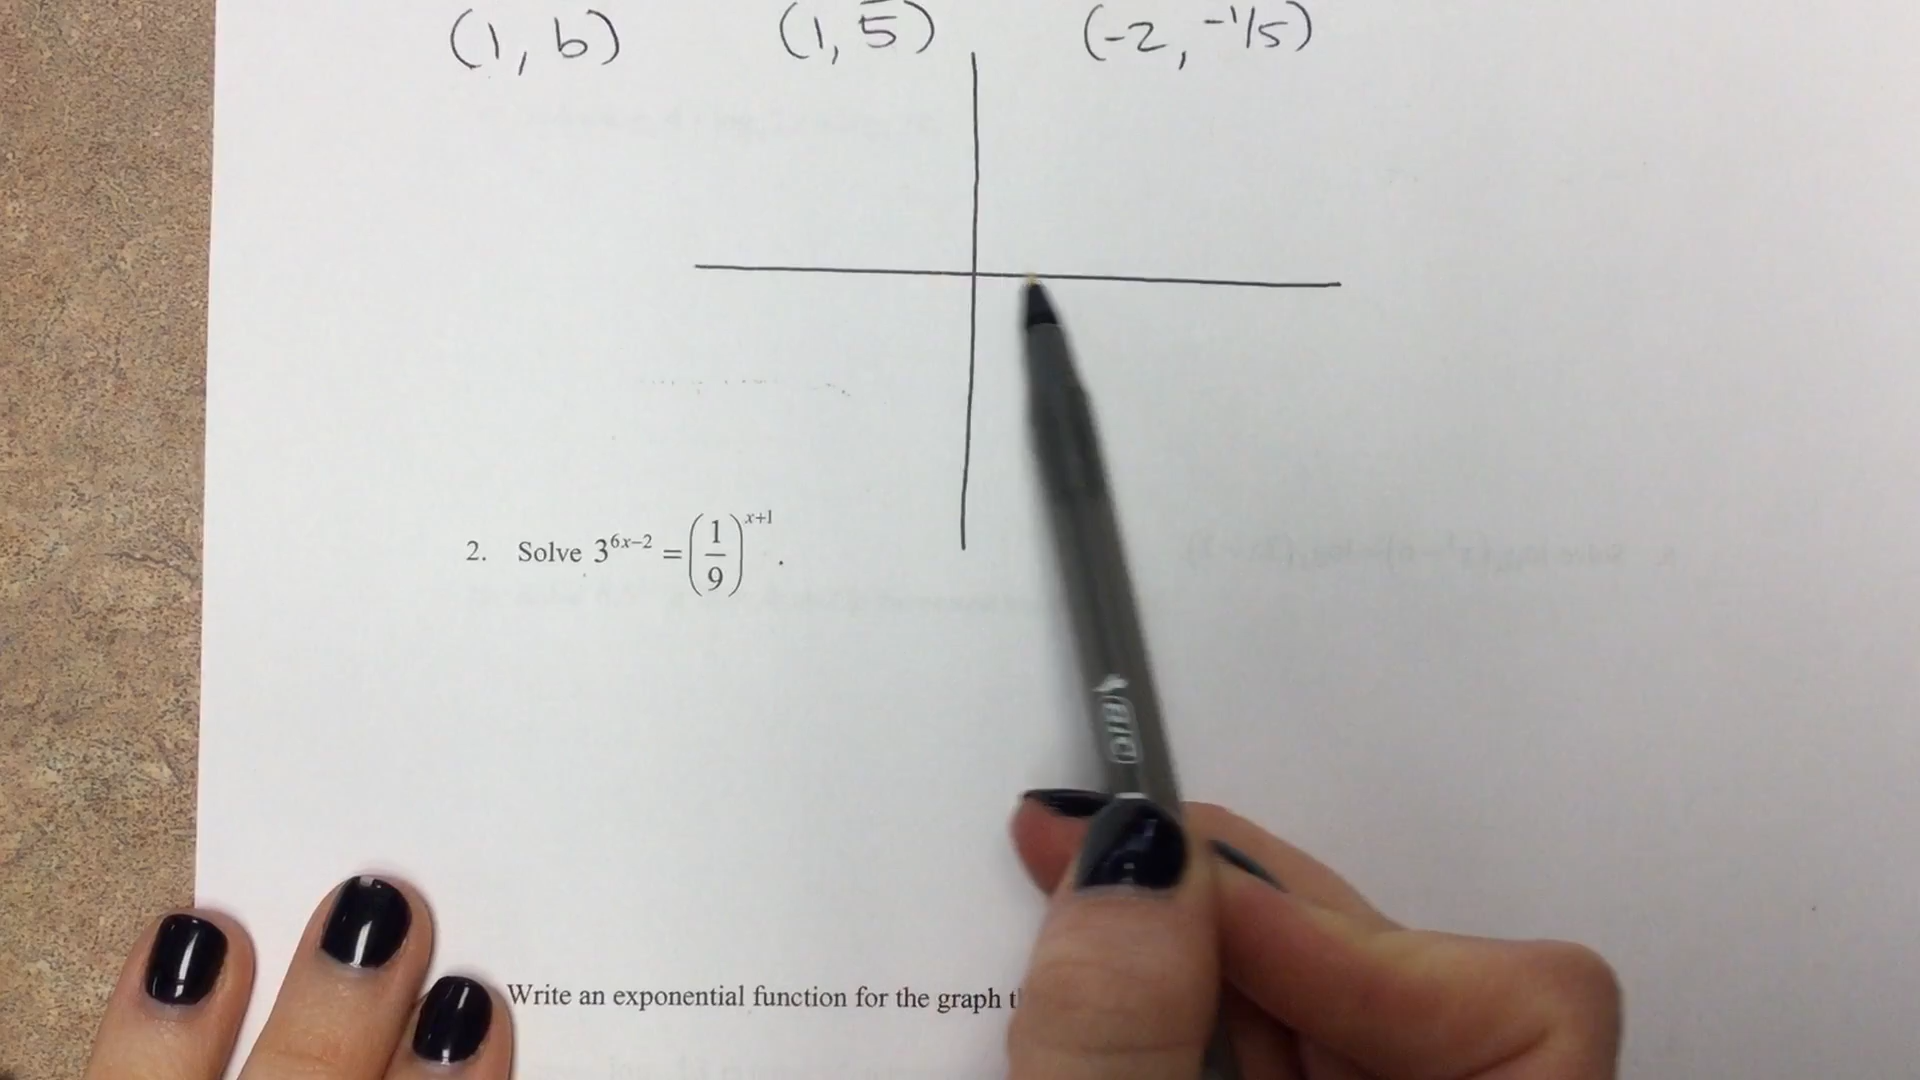 (1, b) (1, 5) (-2, -1/5)
2. Solve 3^{6x-2} = (1/9)^{x+1}.
BIC
Write an exponential function for the graph